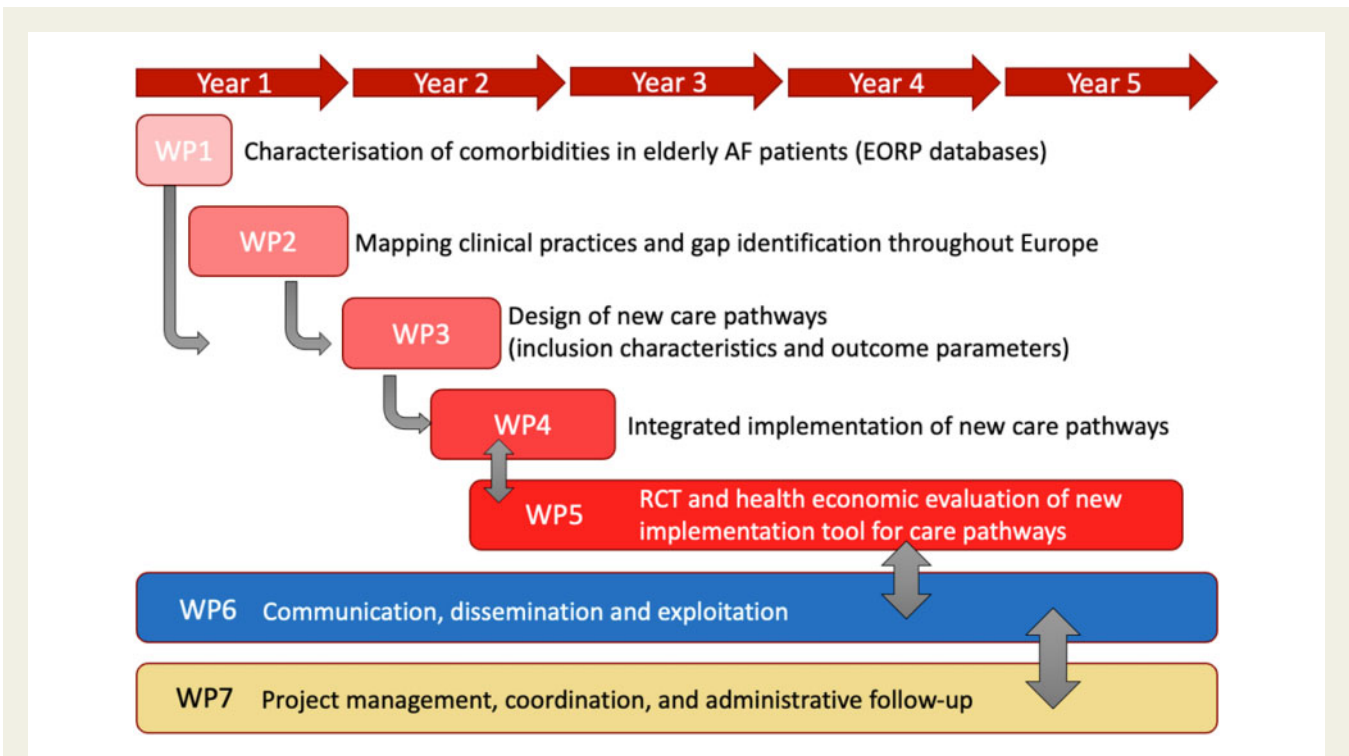 Year 1
Year 2
Year 3
Year 4
Year 5
WP1
Characterisation of comorbidities in elderly AF patients (EORP databases)
WP2
Mapping clinical practices and gap identification throughout Europe
WP3
Design of new care pathways
(inclusion characteristics and outcome parameters)
WP4
Integrated implementation of new care pathways
WP5
RCT and health economic evaluation of new
implementation tool for care pathways
WP6
Communication, dissemination and exploitation
WP7
Project management, coordination, and administrative follow-up